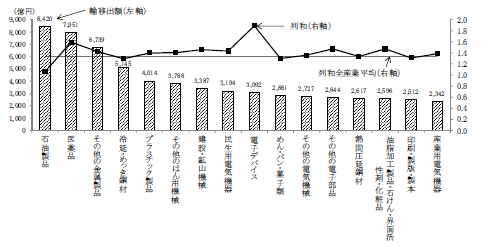 (億円)
輸移出額(左軸)
列和(右軸)
列和全産業平均(右軸)
9,000
8,000
7,000
6,000
5,000
4,000
3,000
2,000
1,000
0
2.0
1.8
1.6
1.4
1.2
1.0
0.8
0.6
0.4
0.2
0.0
8,420
7,951
6,739
5,145
4,014
3,788
3,387
3,194
3,092
2,861
2,727
2,644
2,617
2,596
2,512
2,342
石油製品
医薬品
その他の金属製品
冷延・めっき鋼材
プラスチック製品
その他のはん用機械
建設・鉱山機械
民生用電気機器
電子デバイス
めん・パン・菓子類
その他の電気機械
その他の電子部品
熱間圧延鋼材
油脂加工製品・石けん・界面活
性剤・化粧品
印刷・製版・製本
産業用電気機器